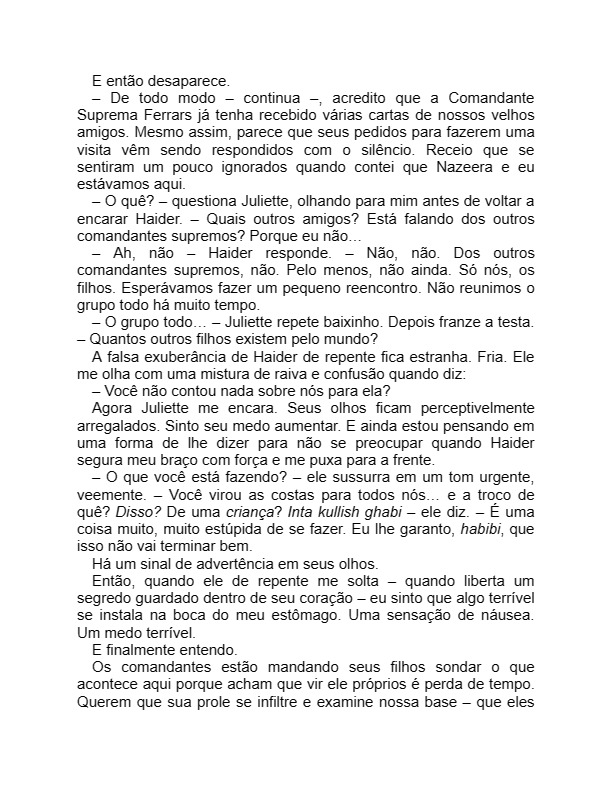 E então desaparece.
– De todo modo – continua –, acredito que a Comandante
Suprema Ferrars já tenha recebido várias cartas de nossos velhos
amigos. Mesmo assim, parece que seus pedidos para fazerem uma
visita vêm sendo respondidos com o silêncio. Receio que se
sentiram um pouco ignorados quando contei que Nazeera e eu
estávamos aqui.
– O quê? – questiona Juliette, olhando para mim antes de voltar a
encarar Haider. – Quais outros amigos? Está falando dos outros
comandantes supremos? Porque eu não…
– Ah, não – Haider responde. – Não, não. Dos outros
comandantes supremos, não. Pelo menos, não ainda. Só nós, os
filhos. Esperávamos fazer um pequeno reencontro. Não reunimos o
grupo todo há muito tempo.
– O grupo todo… – Juliette repete baixinho. Depois franze a testa.
– Quantos outros filhos existem pelo mundo?
A falsa exuberância de Haider de repente fica estranha. Fria. Ele
me olha com uma mistura de raiva e confusão quando diz:
– Você não contou nada sobre nós para ela?
Agora Juliette me encara. Seus olhos ficam perceptivelmente
arregalados. Sinto seu medo aumentar. E ainda estou pensando em
uma forma de lhe dizer para não se preocupar quando Haider
segura meu braço com força e me puxa para a frente.
– O que você está fazendo? – ele sussurra em um tom urgente,
veemente. – Você virou as costas para todos nós… e a troco de
quê? Disso? De uma criança? Inta kullish ghabi – ele diz. – É uma
coisa muito, muito estúpida de se fazer. Eu lhe garanto, habibi, que
isso não vai terminar bem.
Há um sinal de advertência em seus olhos.
Então, quando ele de repente me solta – quando liberta um
segredo guardado dentro de seu coração – eu sinto que algo terrível
se instala na boca do meu estômago. Uma sensação de náusea.
Um medo terrível.
E finalmente entendo.
Os comandantes estão mandando seus filhos sondar o que
acontece aqui porque acham que vir ele próprios é perda de tempo.
Querem que sua prole se infiltre e examine nossa base – que eles